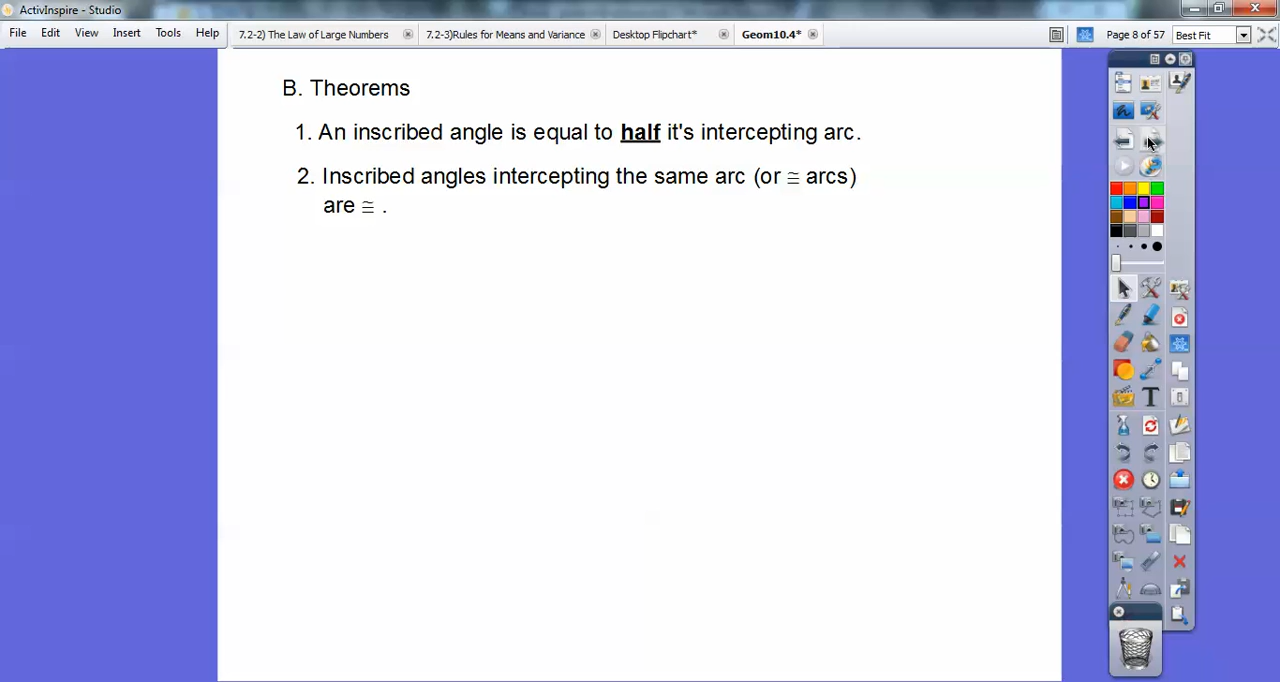 ActivInspire - Studio
File Edit View Insert Tools Help
7.2-2) The Law of Large Numbers
7.2-3)Rules for Means and Variance
Desktop Flipchart*
Geom10.4*
Page 8 of 57
Best Fit
B. Theorems
1. An inscribed angle is equal to half it's intercepting arc.
2. Inscribed angles intercepting the same arc (or ≅ arcs)
are ≅ .